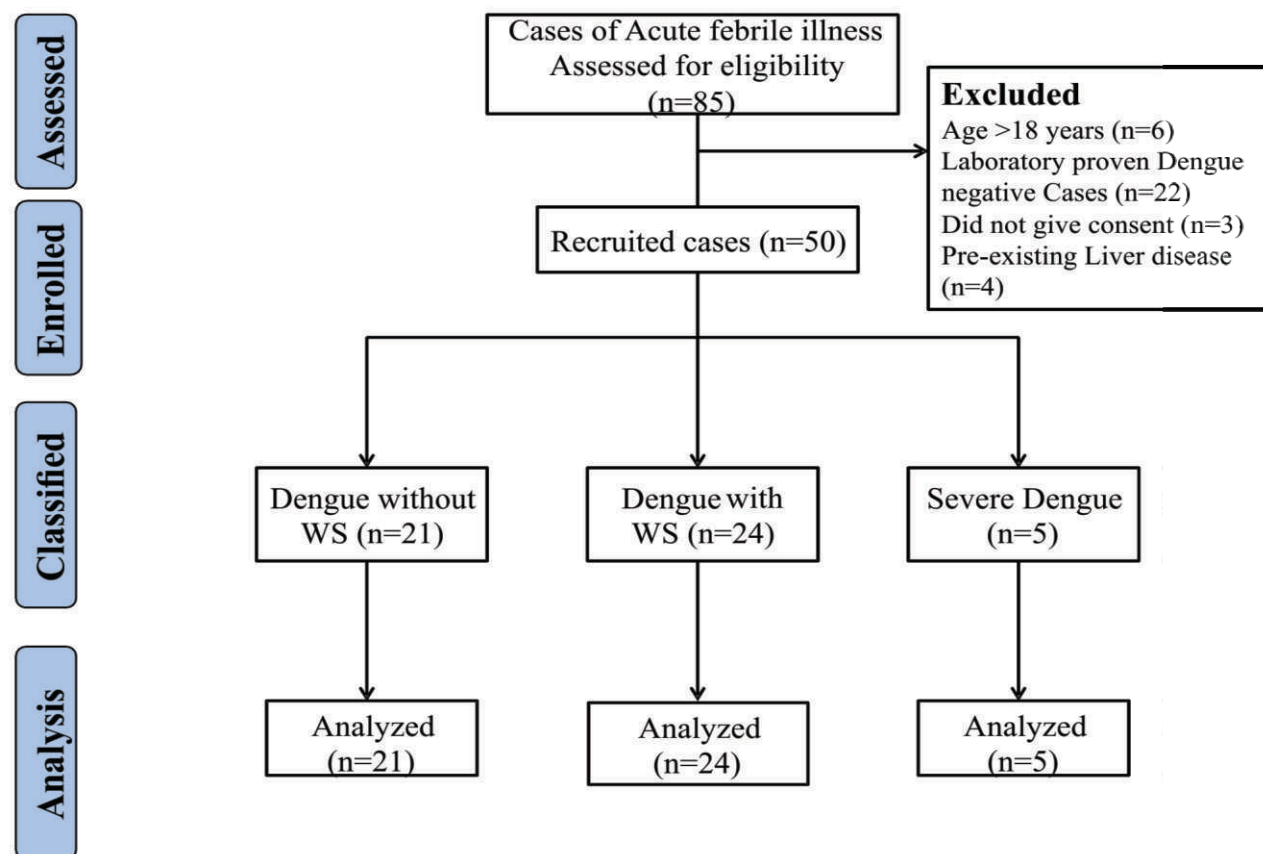 Assessed
Cases of Acute febrile illness
Assessed for eligibility
(n=85)
Excluded
Age >18 years (n=6)
Laboratory proven Dengue
negative Cases (n=22)
Did not give consent (n=3)
Pre-existing Liver disease
(n=4)
Enrolled
Recruited cases (n=50)
Classified
Dengue without
WS (n=21)
Dengue with
WS (n=24)
Severe Dengue
(n=5)
Analysis
Analyzed
(n=21)
Analyzed
(n=24)
Analyzed
(n=5)